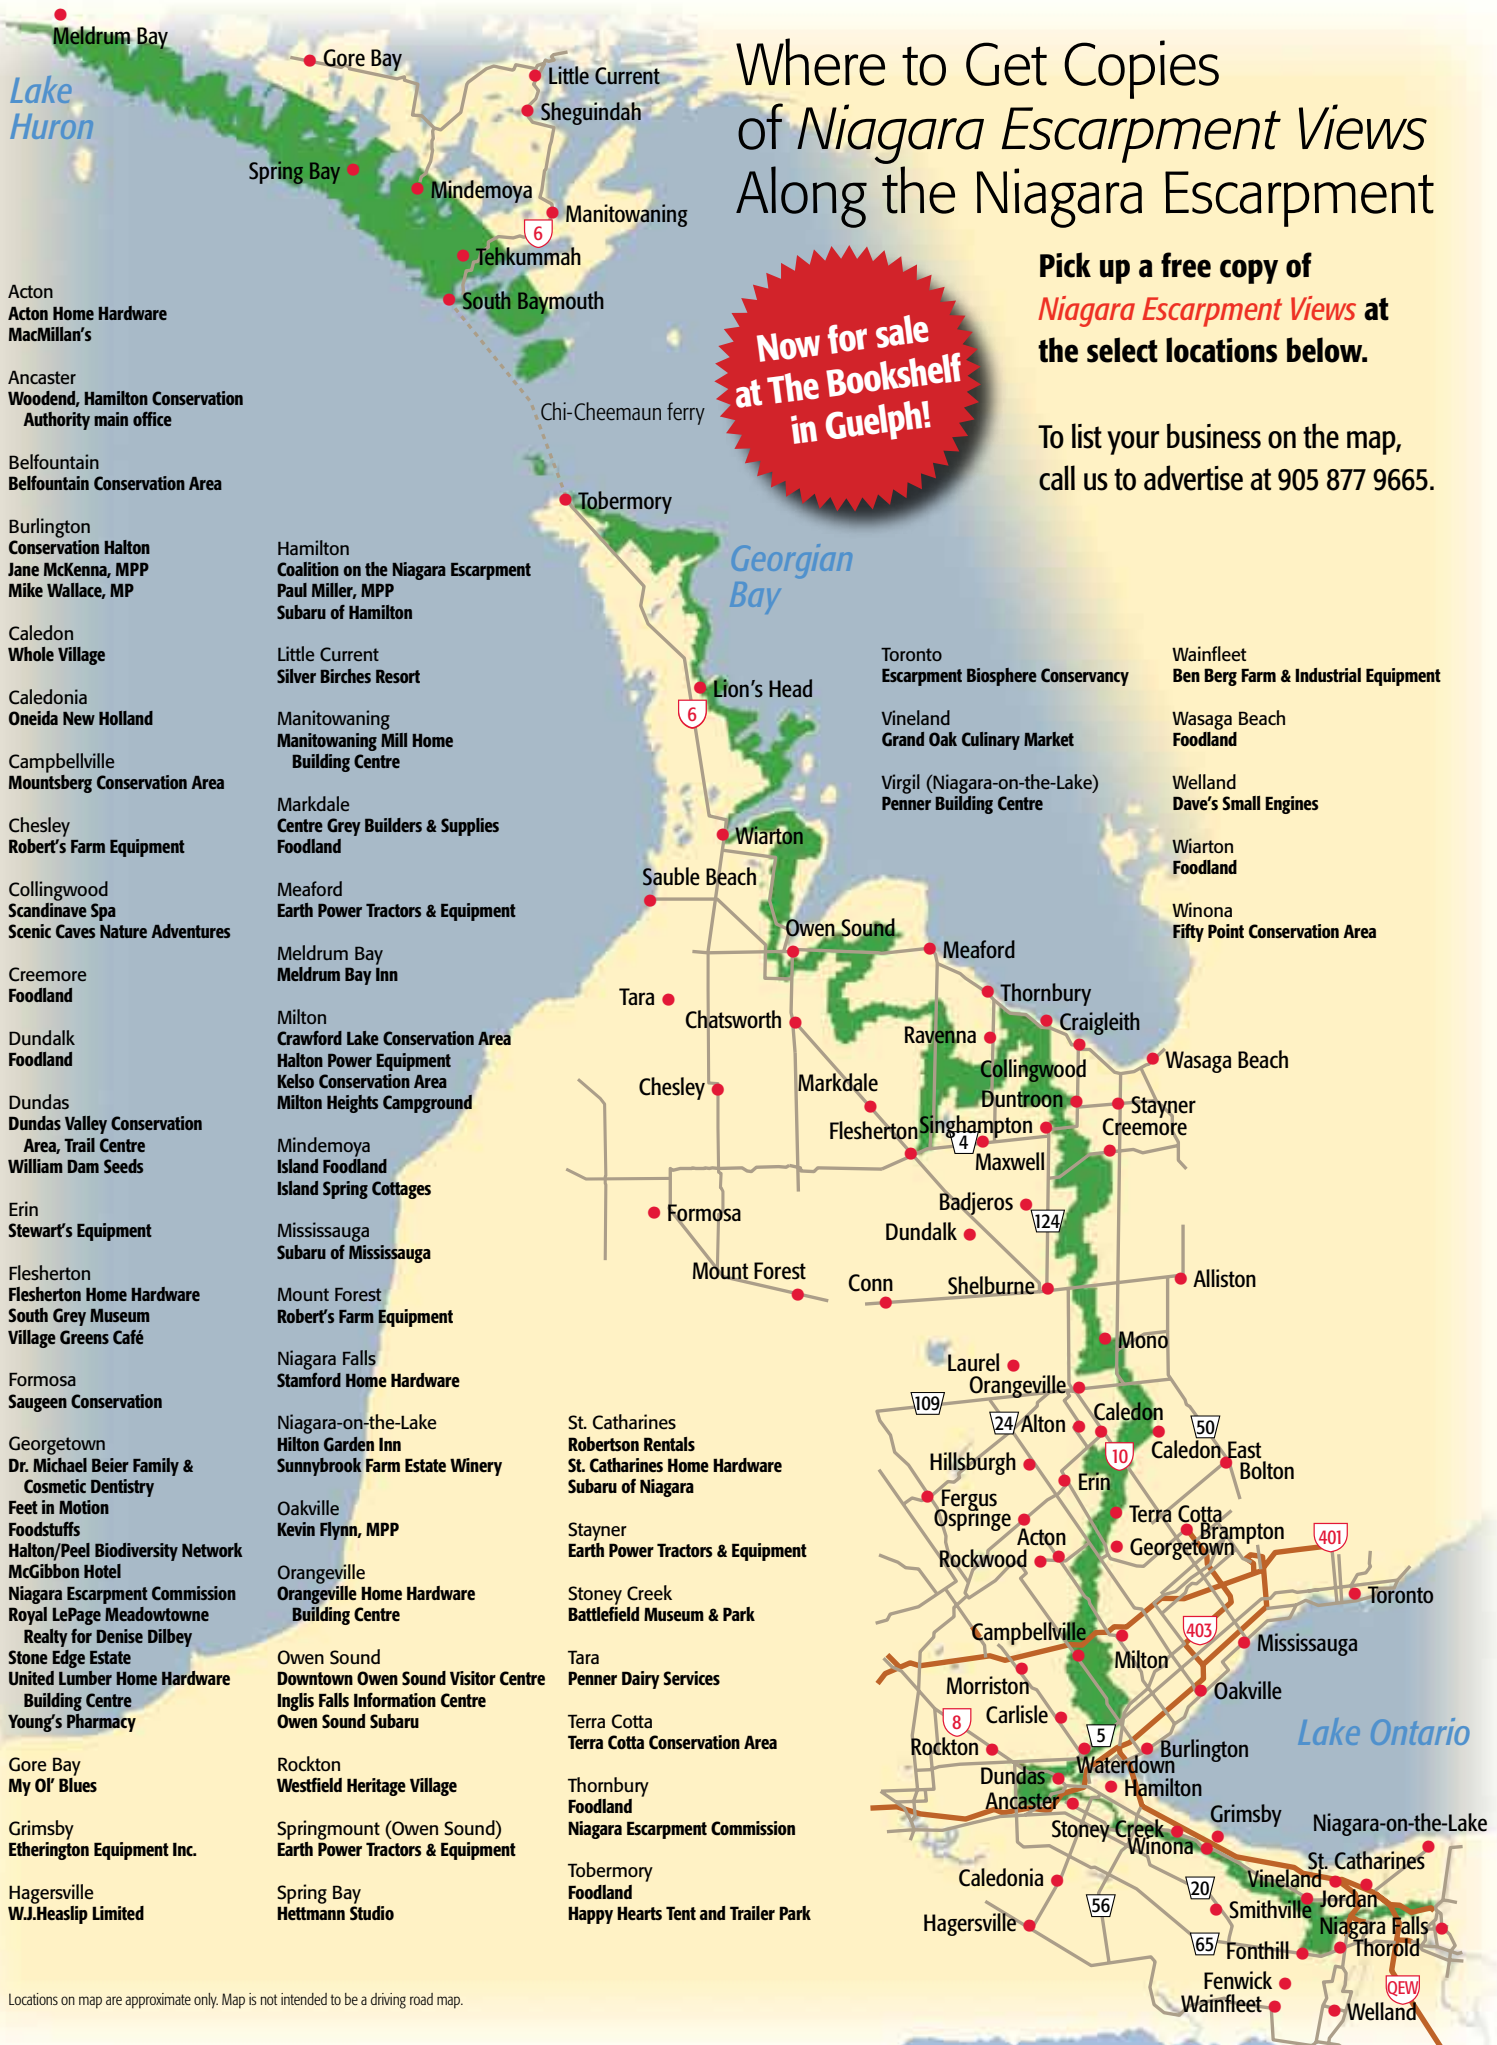 Where to Get Copies
of Niagara Escarpment Views
Along the Niagara Escarpment
Pick up a free copy of
Niagara Escarpment Views at
the select locations below.
To list your business on the map,
call us to advertise at 905 877 9665.
Now for sale
at The Bookshelf
in Guelph!
Meldrum Bay
Gore Bay
Little Current
Sheguindah
Lake
Huron
Spring Bay
Mindemoya
Manitowaning
6
Tehkummah
South Baymouth
Chi-Cheemaun ferry
Tobermory
Georgian
Bay
Lion's Head
6
Wiarton
Sauble Beach
Owen Sound
Meaford
Tara
Thornbury
Chatsworth
Craigleith
Ravenna
Wasaga Beach
Collingwood
Chesley
Markdale
Duntroon
Stayner
Singhampton
Creemore
Flesherton
4
Maxwell
Formosa
Badjeros
124
Dundalk
Mount Forest
Conn
Shelburne
Alliston
Mono
Laurel
Orangeville
109
24
Alton
Caledon
50
10
Caledon East
Hillsburgh
Bolton
Erin
Fergus
Ospringe
Terra Cotta
Brampton
401
Acton
Georgetown
Rockwood
Toronto
Campbellville
403
Mississauga
Milton
Morriston
Oakville
8
Carlisle
5
Lake Ontario
Rockton
Burlington
Waterdown
Dundas
Hamilton
Ancaster
Grimsby
Niagara-on-the-Lake
Stoney Creek
Winona
St. Catharines
Caledonia
Vineland
20
Jordan
56
Smithville
Hagersville
Niagara Falls
65
Fonthill
Thorold
Fenwick
QEW
Wainfleet
Welland
Acton
Acton Home Hardware
MacMillan's
Ancaster
Woodend, Hamilton Conservation
Authority main office
Belfountain
Belfountain Conservation Area
Burlington
Conservation Halton
Jane McKenna, MPP
Mike Wallace, MP
Caledon
Whole Village
Caledonia
Oneida New Holland
Campbellville
Mountsberg Conservation Area
Chesley
Robert's Farm Equipment
Collingwood
Scandinave Spa
Scenic Caves Nature Adventures
Creemore
Foodland
Dundalk
Foodland
Dundas
Dundas Valley Conservation
Area, Trail Centre
William Dam Seeds
Erin
Stewart's Equipment
Flesherton
Flesherton Home Hardware
South Grey Museum
Village Greens Café
Formosa
Saugeen Conservation
Georgetown
Dr. Michael Beier Family &
Cosmetic Dentistry
Feet in Motion
Foodstuffs
Halton/Peel Biodiversity Network
McGibbon Hotel
Niagara Escarpment Commission
Royal LePage Meadowtowne
Realty for Denise Dilbey
Stone Edge Estate
United Lumber Home Hardware
Building Centre
Young's Pharmacy
Gore Bay
My Ol' Blues
Grimsby
Etherington Equipment Inc.
Hagersville
W.J.Heaslip Limited
Hamilton
Coalition on the Niagara Escarpment
Paul Miller, MPP
Subaru of Hamilton
Little Current
Silver Birches Resort
Manitowaning
Manitowaning Mill Home
Building Centre
Markdale
Centre Grey Builders & Supplies
Foodland
Meaford
Earth Power Tractors & Equipment
Meldrum Bay
Meldrum Bay Inn
Milton
Crawford Lake Conservation Area
Halton Power Equipment
Kelso Conservation Area
Milton Heights Campground
Mindemoya
Island Foodland
Island Spring Cottages
Mississauga
Subaru of Mississauga
Mount Forest
Robert's Farm Equipment
Niagara Falls
Stamford Home Hardware
Niagara-on-the-Lake
Hilton Garden Inn
Sunnybrook Farm Estate Winery
Oakville
Kevin Flynn, MPP
Orangeville
Orangeville Home Hardware
Building Centre
Owen Sound
Downtown Owen Sound Visitor Centre
Inglis Falls Information Centre
Owen Sound Subaru
Rockton
Westfield Heritage Village
Springmount (Owen Sound)
Earth Power Tractors & Equipment
Spring Bay
Hettmann Studio
St. Catharines
Robertson Rentals
St. Catharines Home Hardware
Subaru of Niagara
Stayner
Earth Power Tractors & Equipment
Stoney Creek
Battlefield Museum & Park
Tara
Penner Dairy Services
Terra Cotta
Terra Cotta Conservation Area
Thornbury
Foodland
Niagara Escarpment Commission
Tobermory
Foodland
Happy Hearts Tent and Trailer Park
Toronto
Escarpment Biosphere Conservancy
Vineland
Grand Oak Culinary Market
Virgil (Niagara-on-the-Lake)
Penner Building Centre
Wainfleet
Ben Berg Farm & Industrial Equipment
Wasaga Beach
Foodland
Welland
Dave's Small Engines
Wiarton
Foodland
Winona
Fifty Point Conservation Area
Locations on map are approximate only. Map is not intended to be a driving road map.